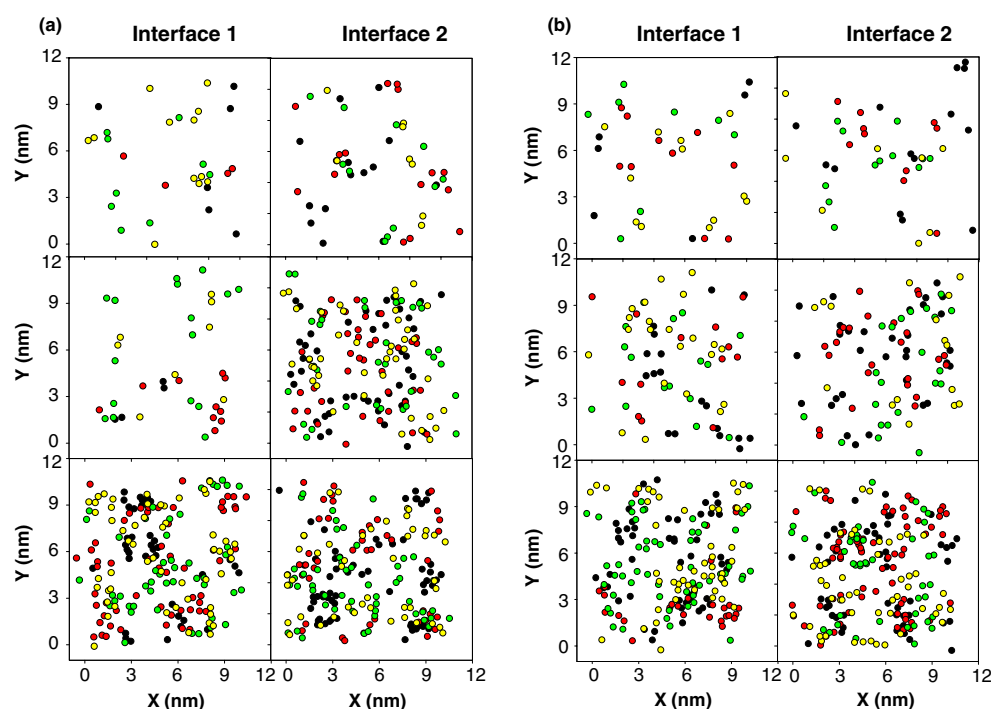 (a) (b)
Interface 1 Interface 2 Interface 1 Interface 2
12 12
9 9
Y (nm) 6 Y (nm) 6
3 3
0 0
12 12
9 9
Y (nm) 6 Y (nm) 6
3 3
0 0
12 12
9 9
Y (nm) 6 Y (nm) 6
3 3
0 0
0 3 6 9 12 0 3 6 9 12 0 3 6 9 12 0 3 6 9 12
X (nm) X (nm) X (nm) X (nm)